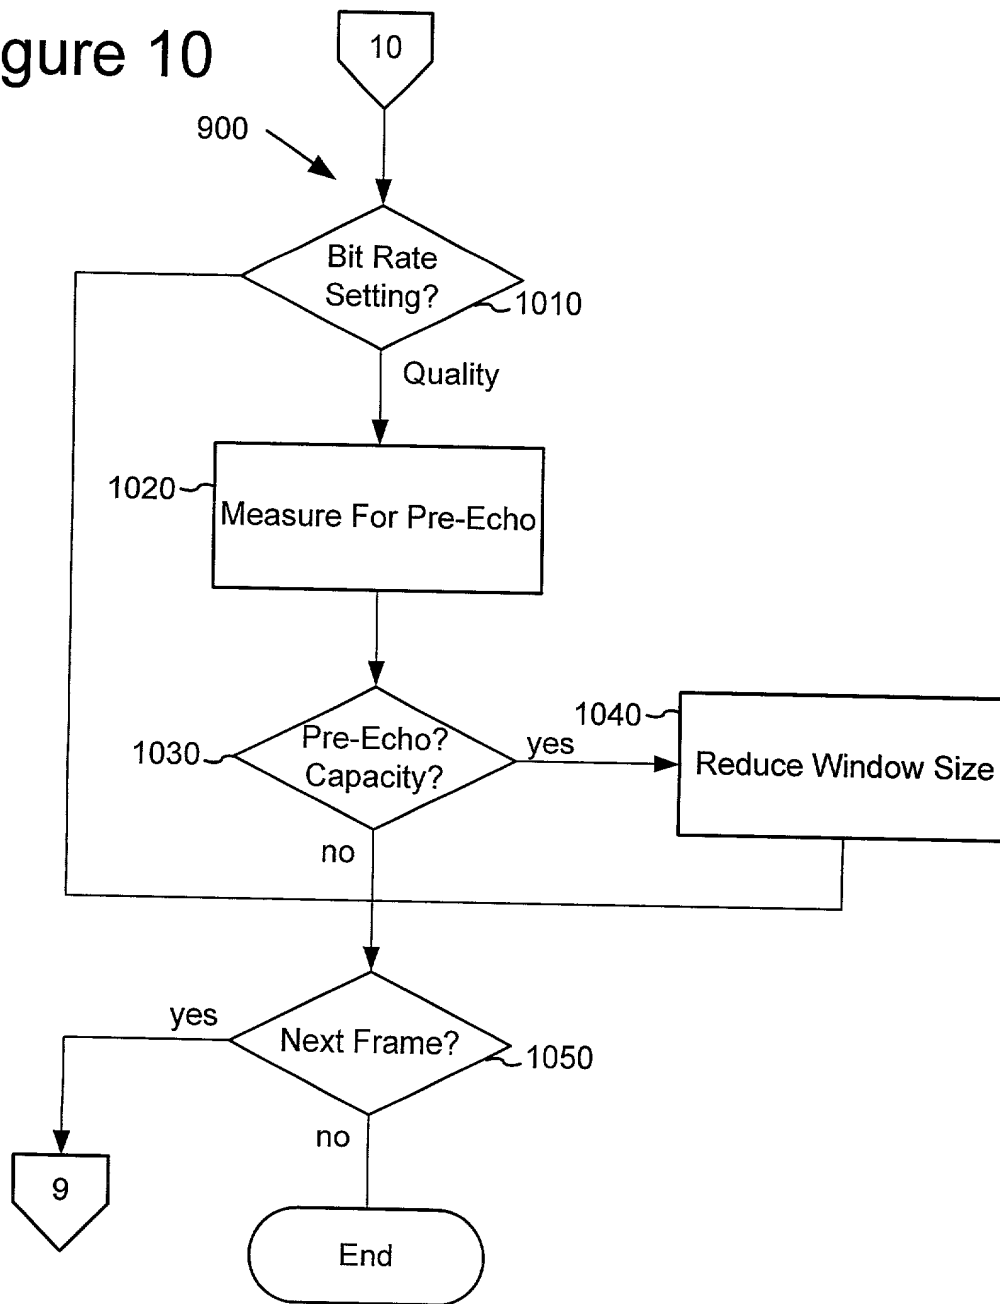 gure 10
10
900
Bit Rate
Setting?
1010
Quality
1020
Measure For Pre-Echo
1030
Pre-Echo?
Capacity?
yes
1040
Reduce Window Size
no
yes
Next Frame?
1050
no
9
End